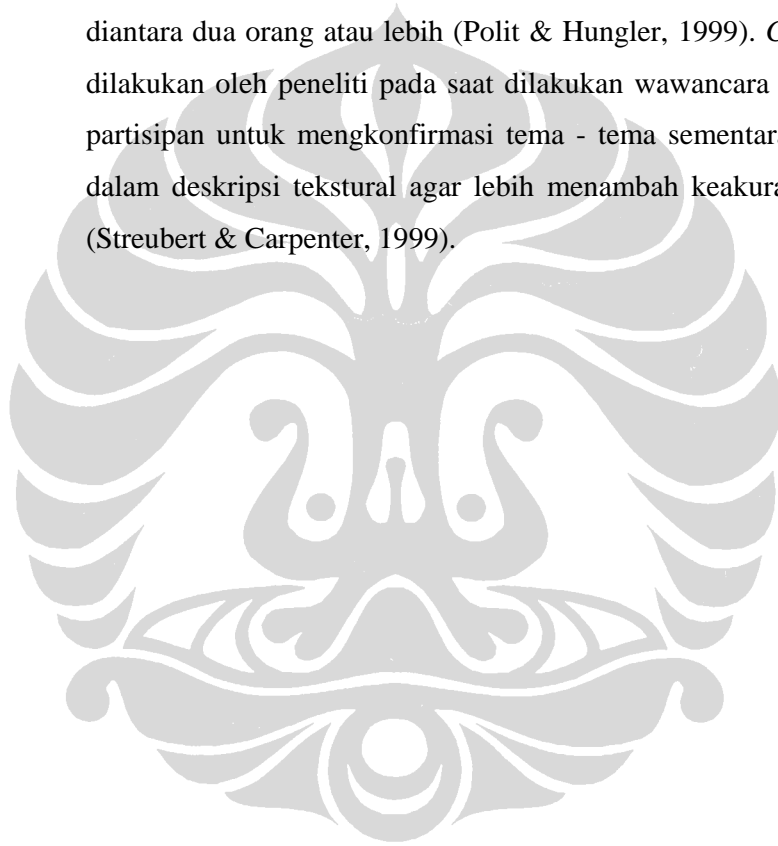 diantara dua orang atau lebih (Polit & Hungler, 1999).
dilakukan oleh peneliti pada saat dilakukan wawancara
partisipan untuk mengkonfirmasi tema - tema sementara
dalam deskripsi tekstural agar lebih menambah
(Streubert & Carpenter, 1999).